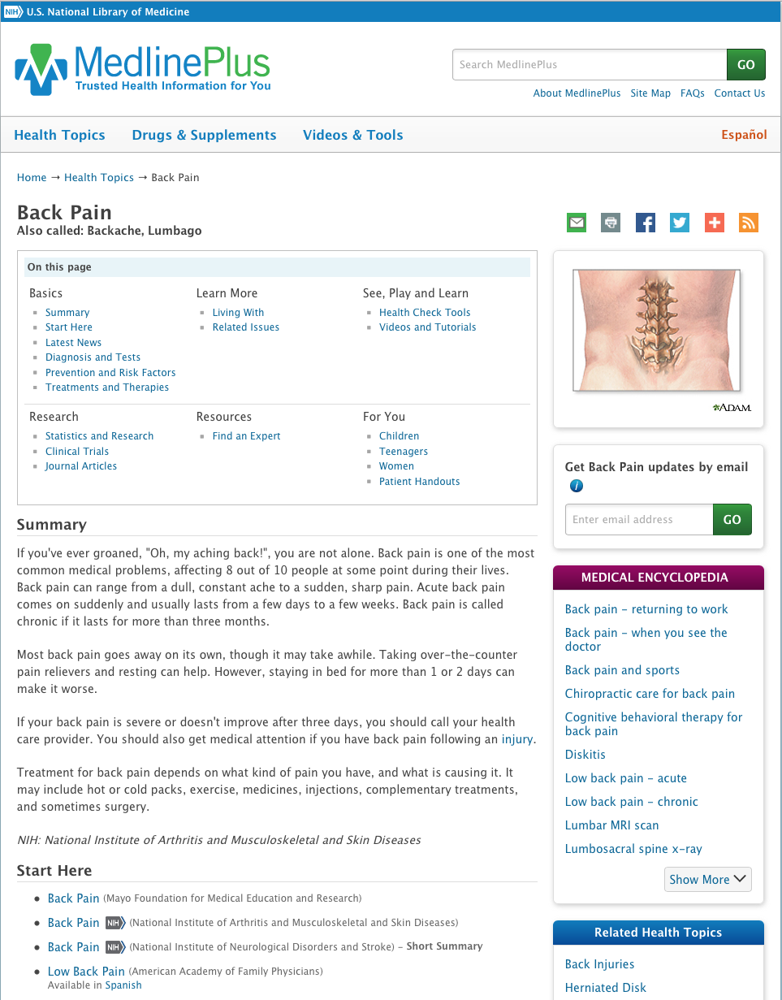 NIH U.S. National Library of Medicine
MedlinePlus
Trusted Health Information for You
Search MedlinePlus GO
About MedlinePlus Site Map FAQs Contact Us
Health Topics Drugs & Supplements Videos & Tools Español
Home → Health Topics → Back Pain
Back Pain
Also called: Backache, Lumbago
On this page
Basics
Summary
Start Here
Latest News
Diagnosis and Tests
Prevention and Risk Factors
Treatments and Therapies
Learn More
Living With
Related Issues
See, Play and Learn
Health Check Tools
Videos and Tutorials
Research
Statistics and Research
Clinical Trials
Journal Articles
Resources
Find an Expert
For You
Children
Teenagers
Women
Patient Handouts
Summary
If you've ever groaned, "Oh, my aching back!", you are not alone. Back pain is one of the most
common medical problems, affecting 8 out of 10 people at some point during their lives.
Back pain can range from a dull, constant ache to a sudden, sharp pain. Acute back pain
comes on suddenly and usually lasts from a few days to a few weeks. Back pain is called
chronic if it lasts for more than three months.
Most back pain goes away on its own, though it may take awhile. Taking over-the-counter
pain relievers and resting can help. However, staying in bed for more than 1 or 2 days can
make it worse.
If your back pain is severe or doesn't improve after three days, you should call your health
care provider. You should also get medical attention if you have back pain following an injury.
Treatment for back pain depends on what kind of pain you have, and what is causing it. It
may include hot or cold packs, exercise, medicines, injections, complementary treatments,
and sometimes surgery.
NIH: National Institute of Arthritis and Musculoskeletal and Skin Diseases
Start Here
Back Pain (Mayo Foundation for Medical Education and Research)
Back Pain NIH (National Institute of Arthritis and Musculoskeletal and Skin Diseases)
Back Pain NIH (National Institute of Neurological Disorders and Stroke) - Short Summary
Low Back Pain (American Academy of Family Physicians)
Available in Spanish
ADAM.
Get Back Pain updates by email
i
Enter email address GO
MEDICAL ENCYCLOPEDIA
Back pain - returning to work
Back pain - when you see the
doctor
Back pain and sports
Chiropractic care for back pain
Cognitive behavioral therapy for
back pain
Diskitis
Low back pain - acute
Low back pain - chronic
Lumbar MRI scan
Lumbosacral spine x-ray
Show More
Related Health Topics
Back Injuries
Herniated Disk